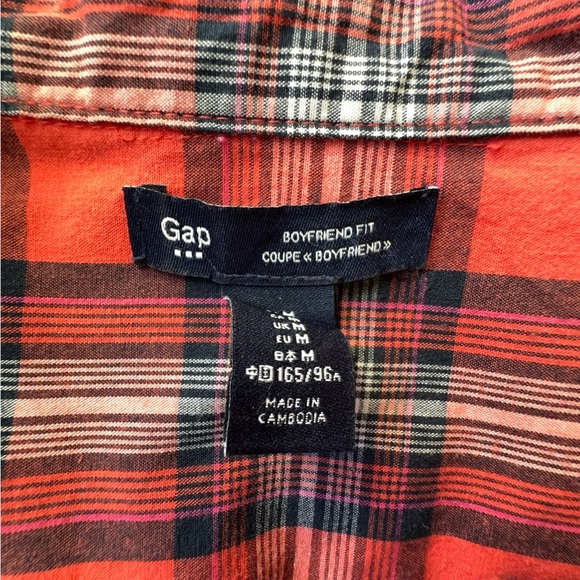 Gap
BOYFRIEND FIT
COUPE « BOYFRIEND »
M
UK M
EU M
日本 M
中国 165/96A
MADE IN
CAMBODIA